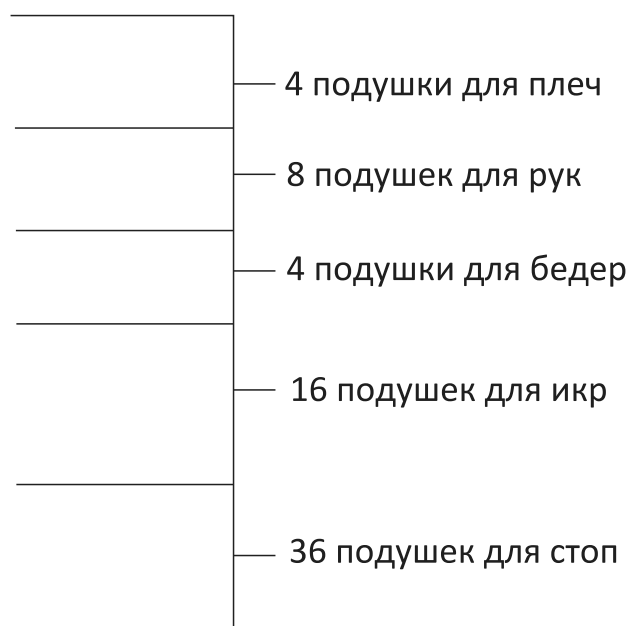 4 подушки для плеч
8 подушек для рук
4 подушки для бедер
16 подушек для икр
36 подушек для стоп